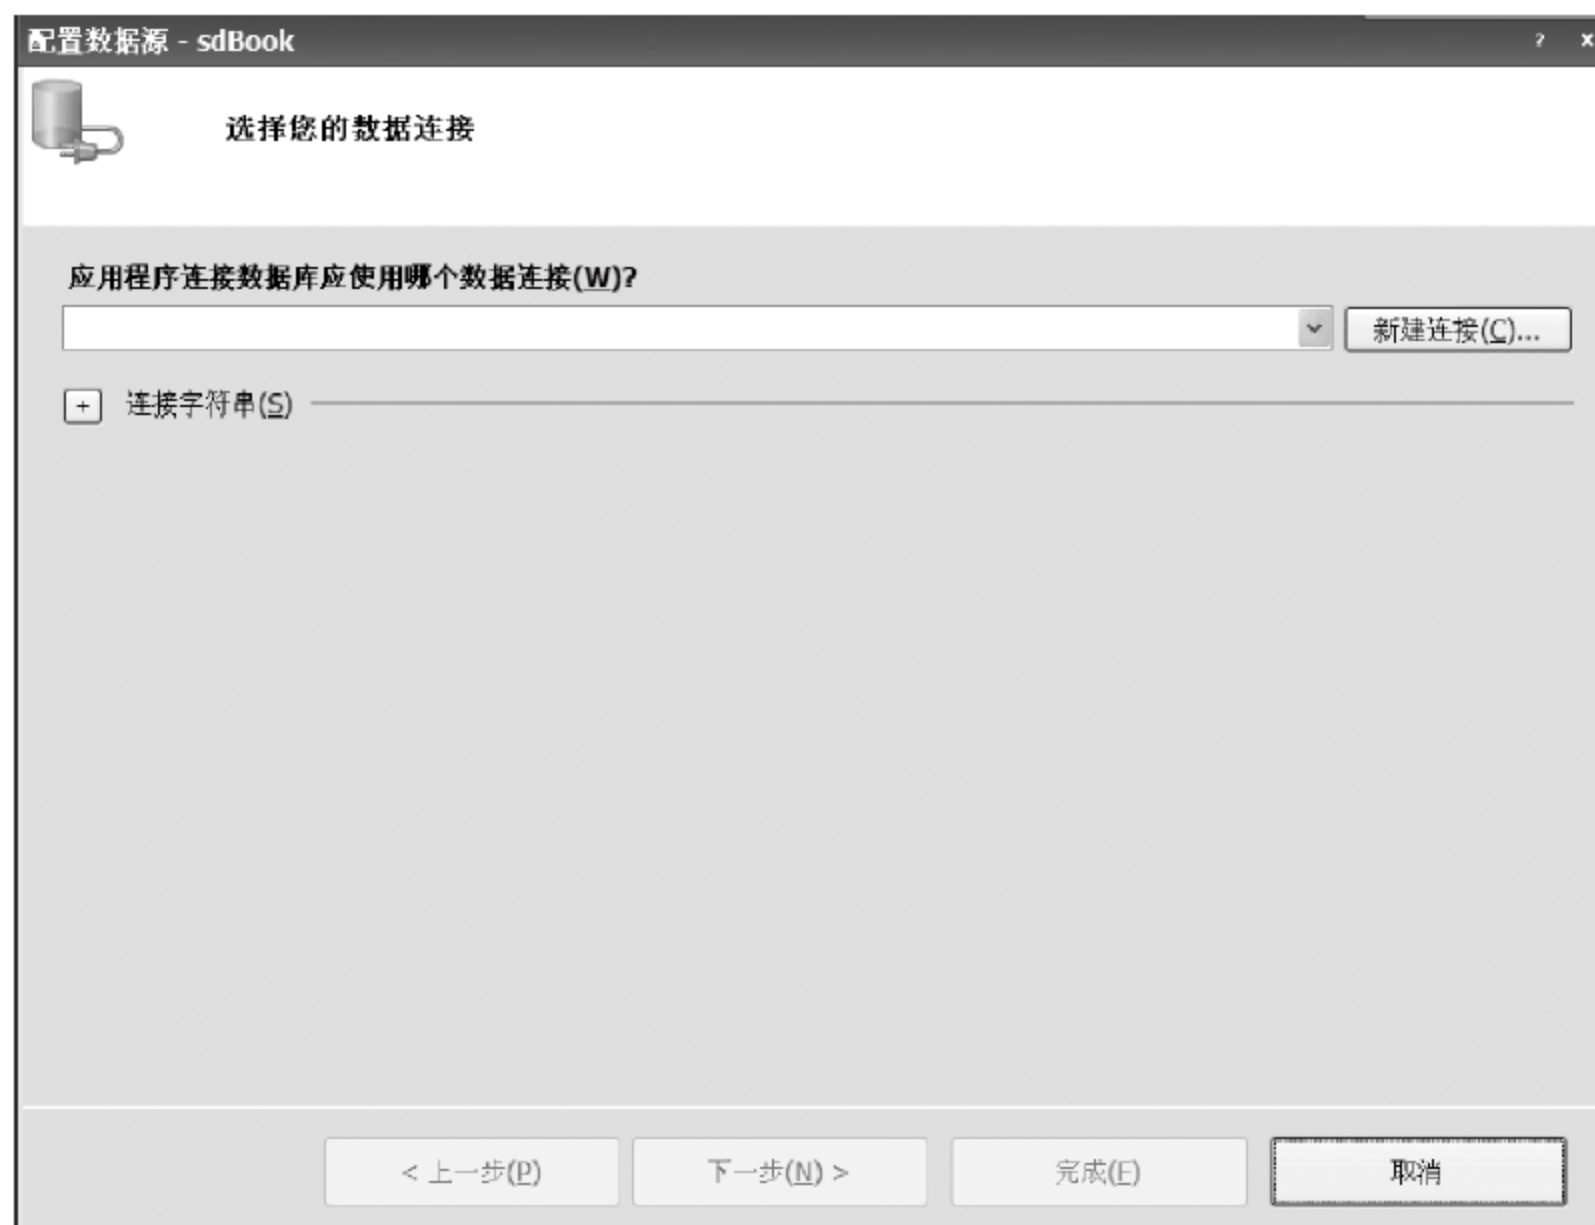 配置数据源 - sdBook
选择您的数据连接
应用程序连接数据库应使用哪个数据连接(W)?
新建连接(C)...
+ 连接字符串(S)
< 上一步(P) 下一步(N) > 完成(F) 取消